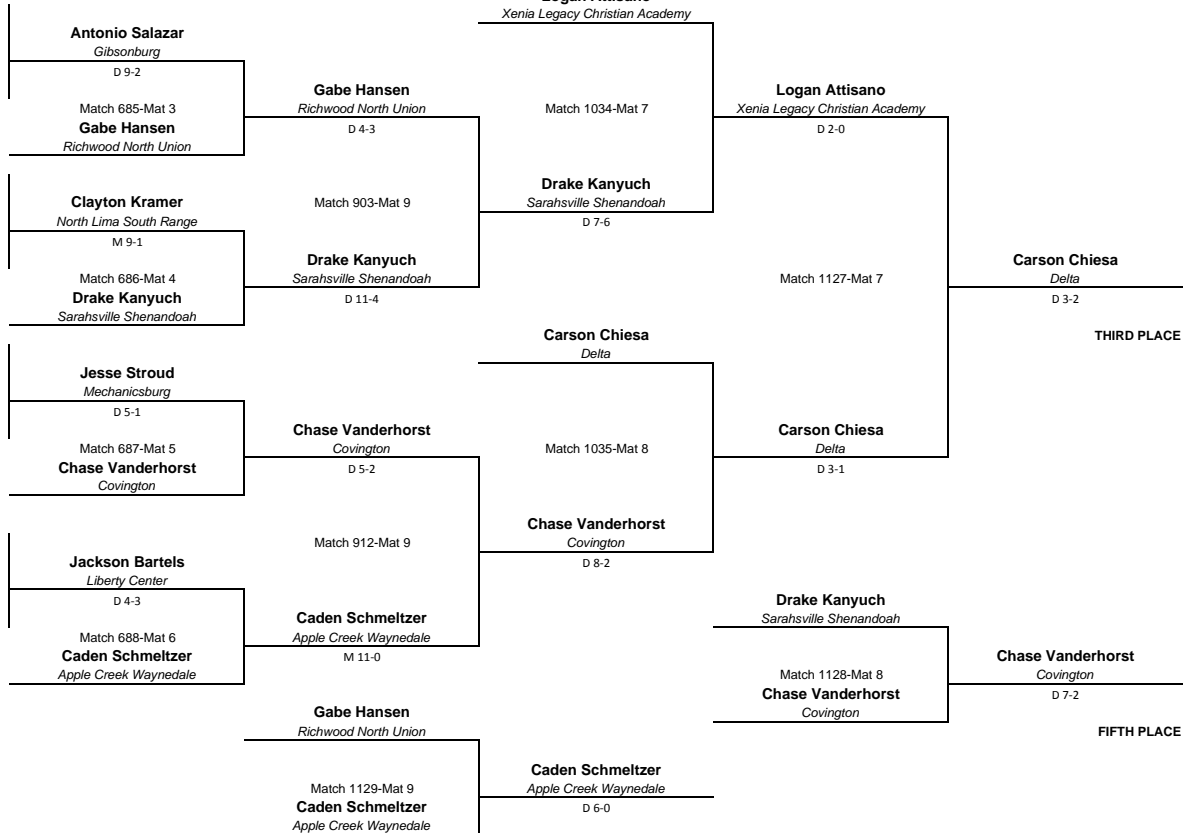 Logan Attisano
Xenia Legacy Christian Academy
Antonio Salazar
Gibsonburg
D 9-2
Match 685-Mat 3
Gabe Hansen
Richwood North Union
Gabe Hansen
Richwood North Union
D 4-3
Match 1034-Mat 7
Logan Attisano
Xenia Legacy Christian Academy
D 2-0
Clayton Kramer
North Lima South Range
M 9-1
Match 686-Mat 4
Drake Kanyuch
Sarahsville Shenandoah
Match 903-Mat 9
Drake Kanyuch
Sarahsville Shenandoah
D 11-4
Drake Kanyuch
Sarahsville Shenandoah
D 7-6
Match 1127-Mat 7
Carson Chiesa
Delta
D 3-2
THIRD PLACE
Jesse Stroud
Mechanicsburg
D 5-1
Match 687-Mat 5
Chase Vanderhorst
Covington
Chase Vanderhorst
Covington
D 5-2
Carson Chiesa
Delta
Match 1035-Mat 8
Carson Chiesa
Delta
D 3-1
Jackson Bartels
Liberty Center
D 4-3
Match 688-Mat 6
Caden Schmeltzer
Apple Creek Waynedale
Match 912-Mat 9
Caden Schmeltzer
Apple Creek Waynedale
M 11-0
Chase Vanderhorst
Covington
D 8-2
Drake Kanyuch
Sarahsville Shenandoah
Match 1128-Mat 8
Chase Vanderhorst
Covington
Chase Vanderhorst
Covington
D 7-2
FIFTH PLACE
Gabe Hansen
Richwood North Union
Match 1129-Mat 9
Caden Schmeltzer
Apple Creek Waynedale
Caden Schmeltzer
Apple Creek Waynedale
D 6-0